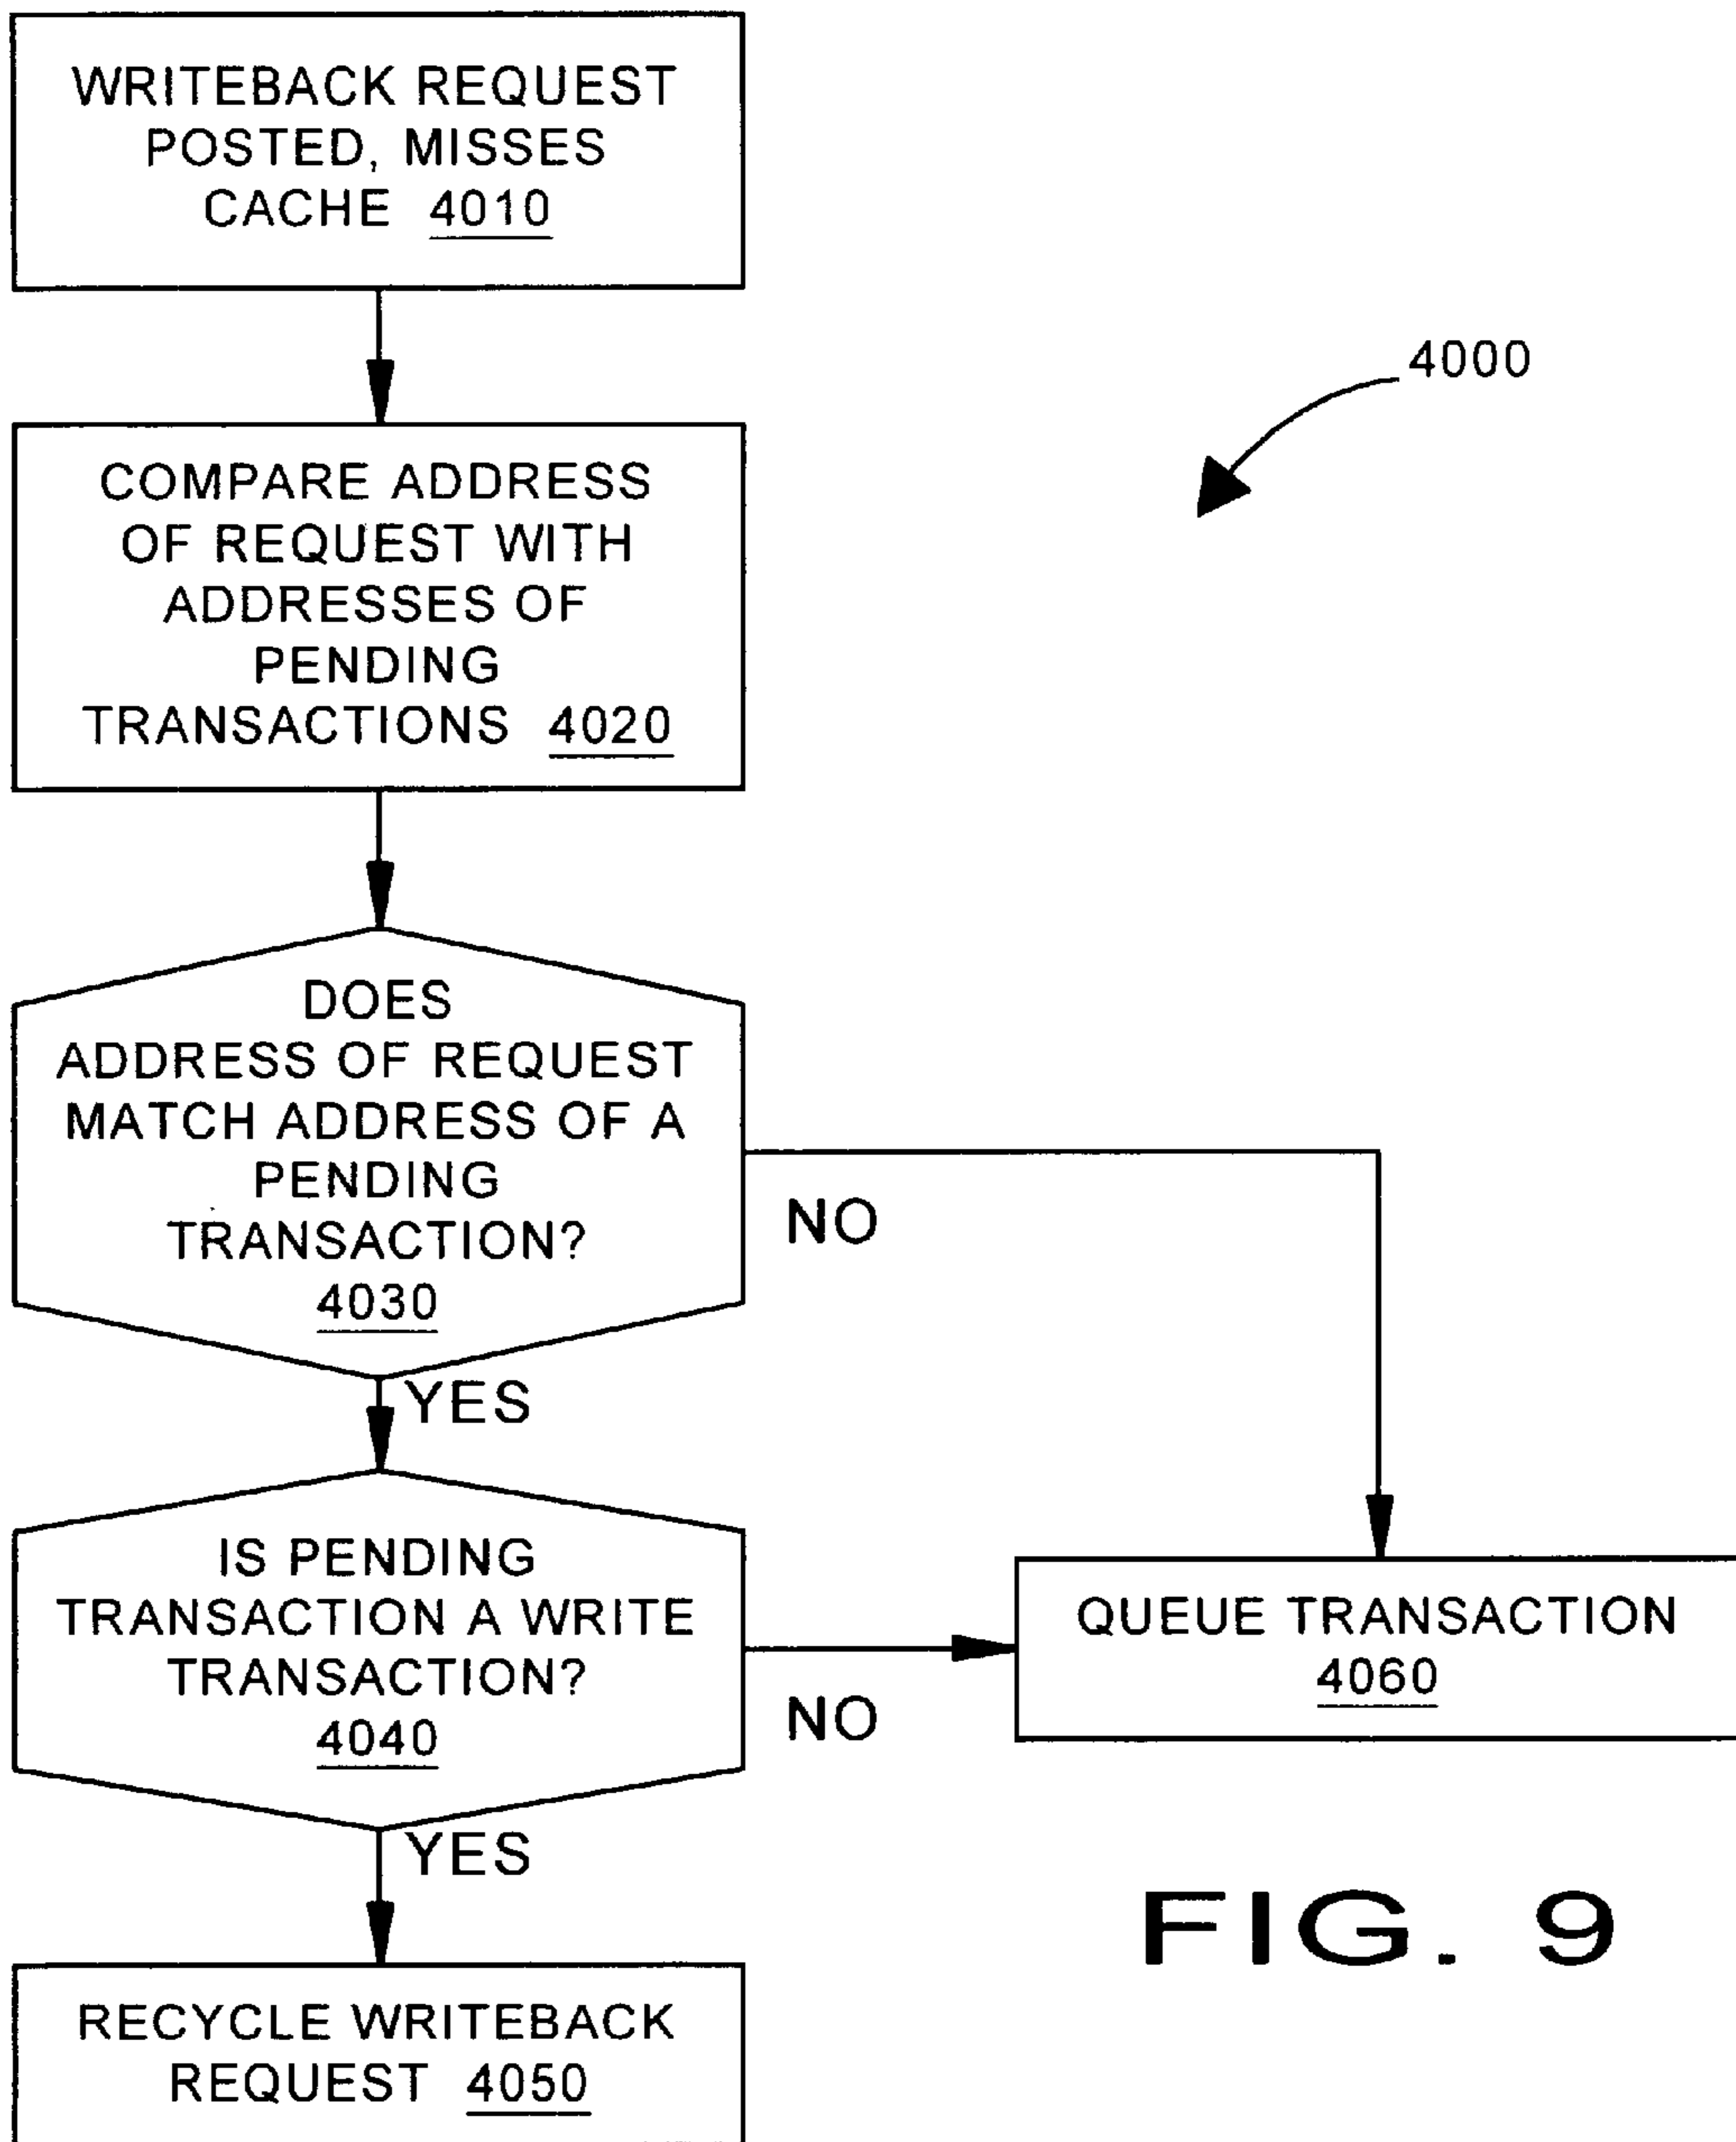 WRITEBACK REQUEST
POSTED, MISSES
CACHE 4010
4000
COMPARE ADDRESS
OF REQUEST WITH
ADDRESSES OF
PENDING
TRANSACTIONS 4020
DOES
ADDRESS OF REQUEST
MATCH ADDRESS OF A
PENDING
TRANSACTION?
4030
NO
YES
IS PENDING
TRANSACTION A WRITE
TRANSACTION?
4040
NO
QUEUE TRANSACTION
4060
YES
RECYCLE WRITEBACK
REQUEST 4050
FIG. 9